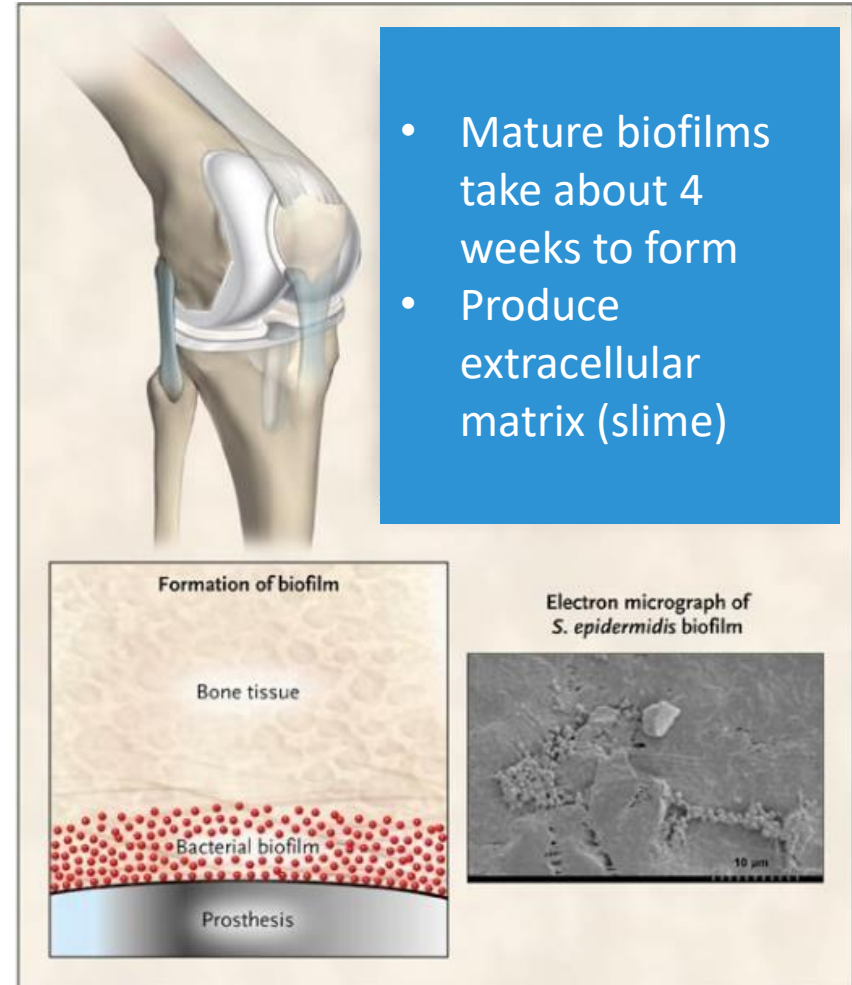 • Mature biofilms
take about 4
weeks to form
• Produce
extracellular
matrix (slime)
Formation of biofilm
Bone tissue
Bacterial biofilm
Prosthesis
Electron micrograph of
S. epidermidis biofilm
10 µm